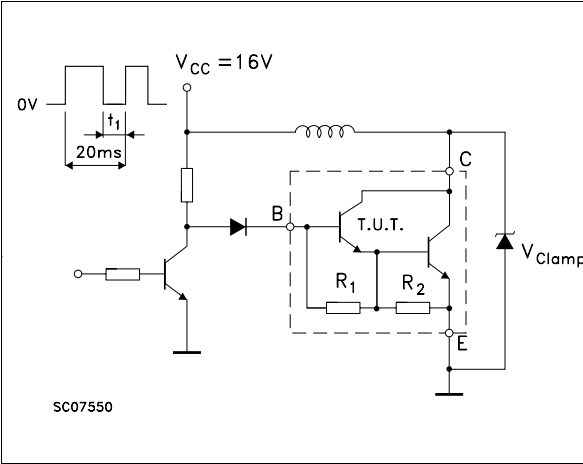 V_CC = 16V
0V
t_1
20ms
C
B
T.U.T.
V_Clamp
R_1
R_2
E
SC07550